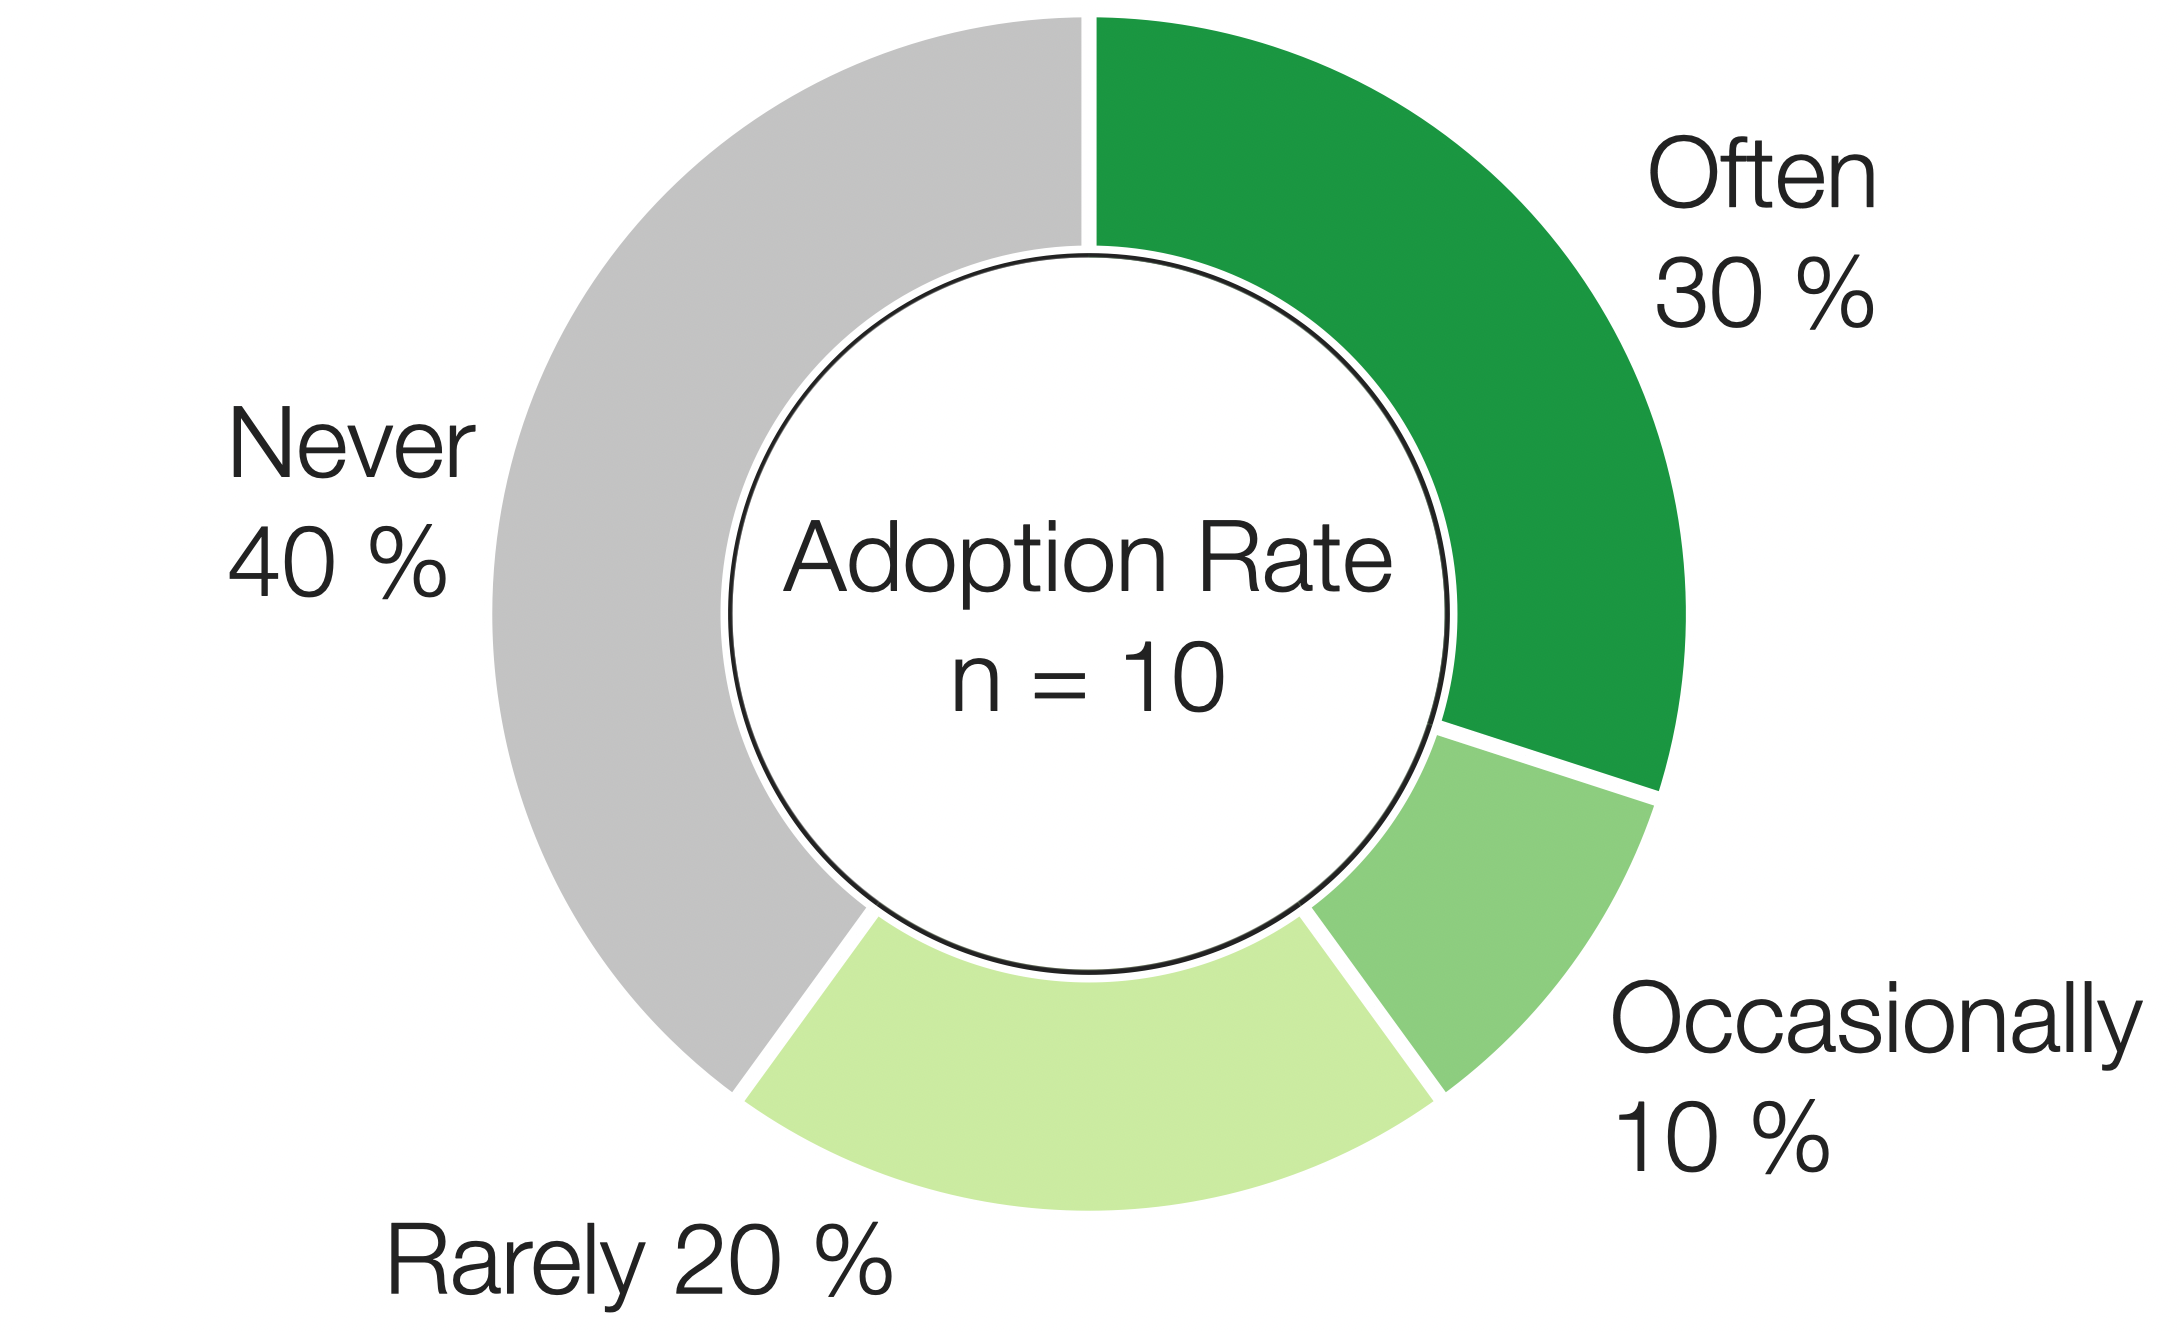 Often
30 %
Never
40 %
Adoption Rate
n = 10
Occasionally
10 %
Rarely 20 %